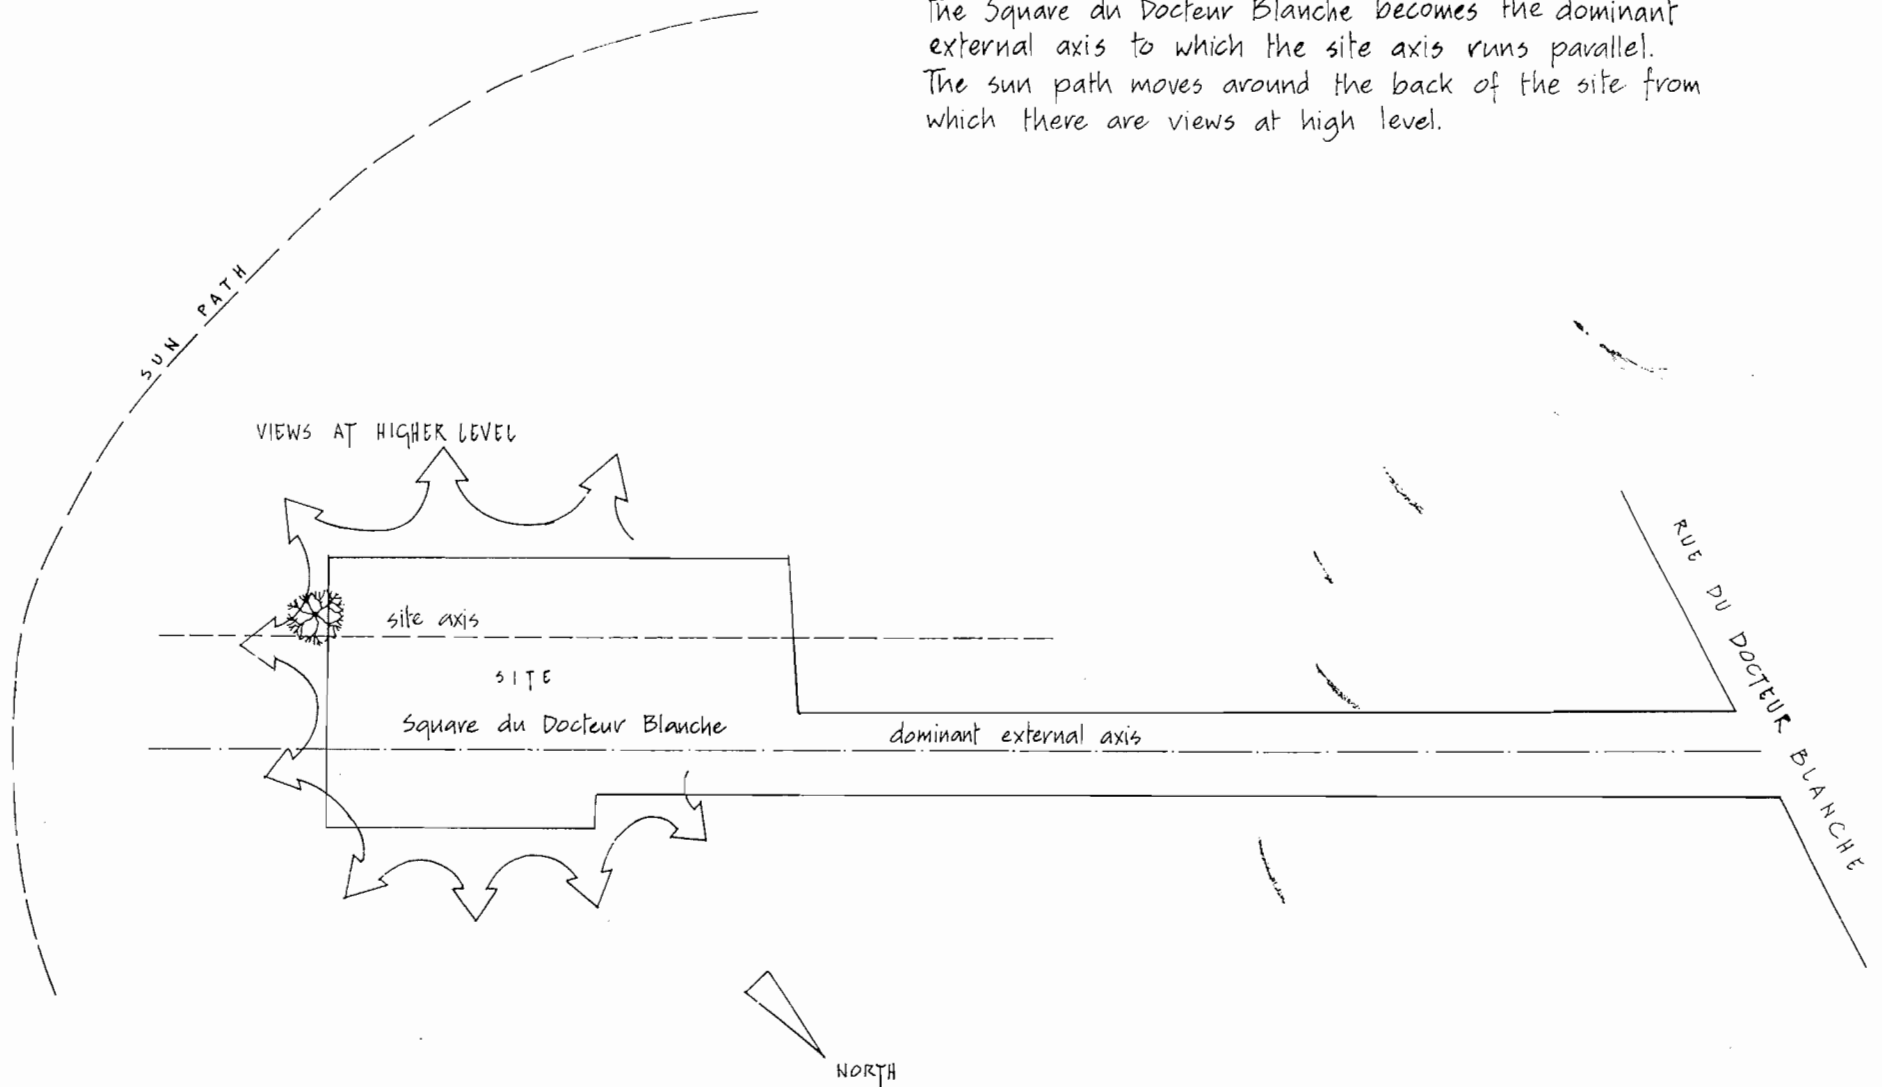 The Square du Docteur Blanche becomes the dominant
external axis to which the site axis runs parallel.
The sun path moves around the back of the site from
which there are views at high level.
SUN PATH
VIEWS AT HIGHER LEVEL
site axis
SITE
Square du Docteur Blanche
dominant external axis
RUE DU DOCTEUR BLANCHE
NORTH